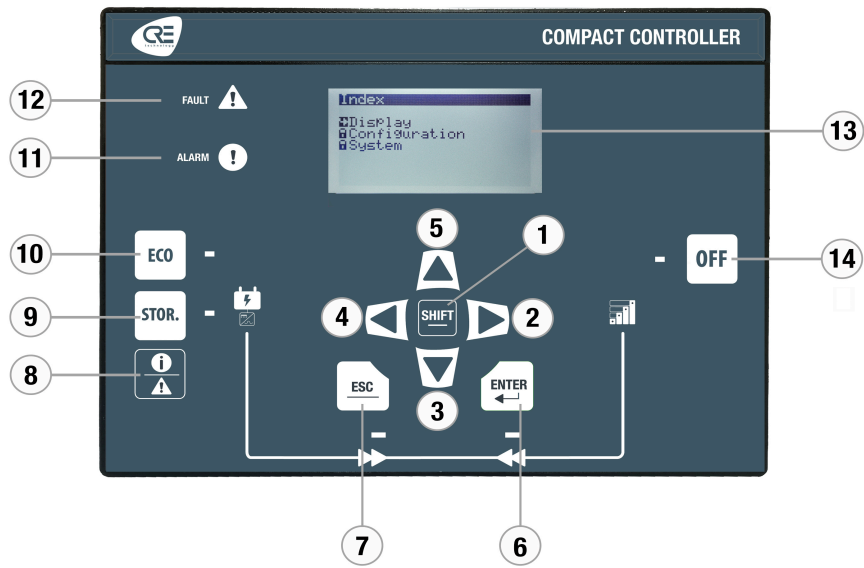 CRE
technology
COMPACT CONTROLLER
12
FAULT
11
ALARM
Index
Display
Configuration
System
13
5
1
10
ECO
OFF
14
9
STOR.
4
SHIFT
2
8
ESC
ENTER
3
7
6